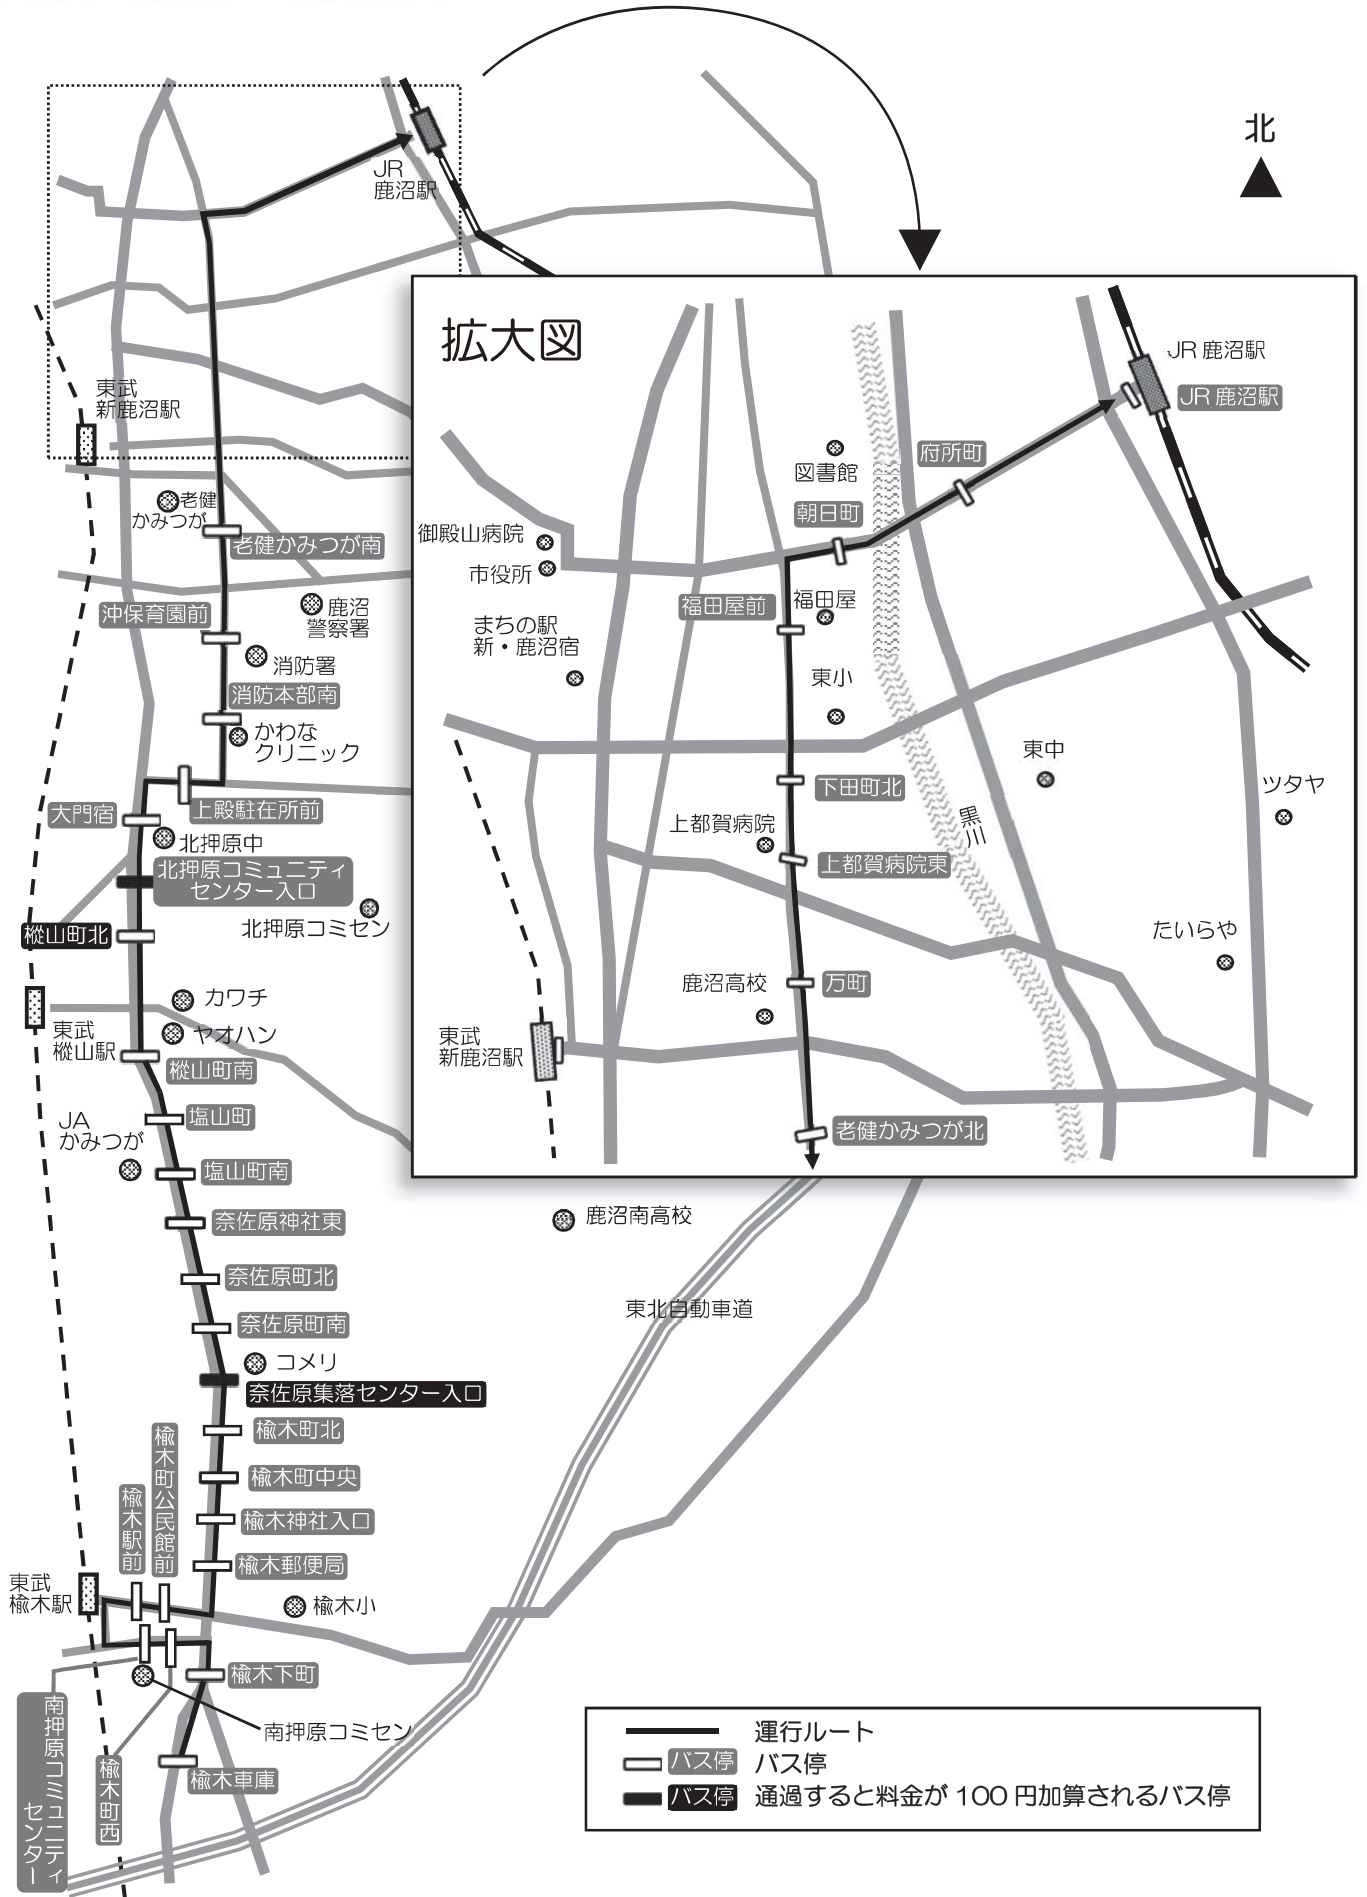 北
JR
鹿沼駅
東武
新鹿沼駅
老健
かみつが
老健かみつが南
沖保育園前
鹿沼
警察署
消防署
消防本部南
かわな
クリニック
上殿駐在所前
大門宿
北押原中
北押原コミュニティ
センター入口
北押原コミセン
樅山町北
カワチ
ヤオハン
東武
樅山駅
樅山町南
JA
かみつが
塩山町
塩山町南
奈佐原神社東
奈佐原町北
奈佐原町南
コメリ
奈佐原集落センター入口
楡木町北
楡木町中央
楡木神社入口
楡木郵便局
楡木町公民館前
楡木駅前
東武
楡木駅
楡木小
楡木下町
南押原コミセン
楡木車庫
楡木町西
南押原コミュニティ
センター
鹿沼南高校
東北自動車道
拡大図
JR鹿沼駅
JR鹿沼駅
府所町
図書館
朝日町
御殿山病院
市役所
福田屋前
福田屋
まちの駅
新・鹿沼宿
東小
下田町北
東中
ツタヤ
上都賀病院
上都賀病院東
黒川
たいらや
鹿沼高校
万町
東武
新鹿沼駅
老健かみつが北
運行ルート
バス停 バス停
バス停 通過すると料金が100円加算されるバス停